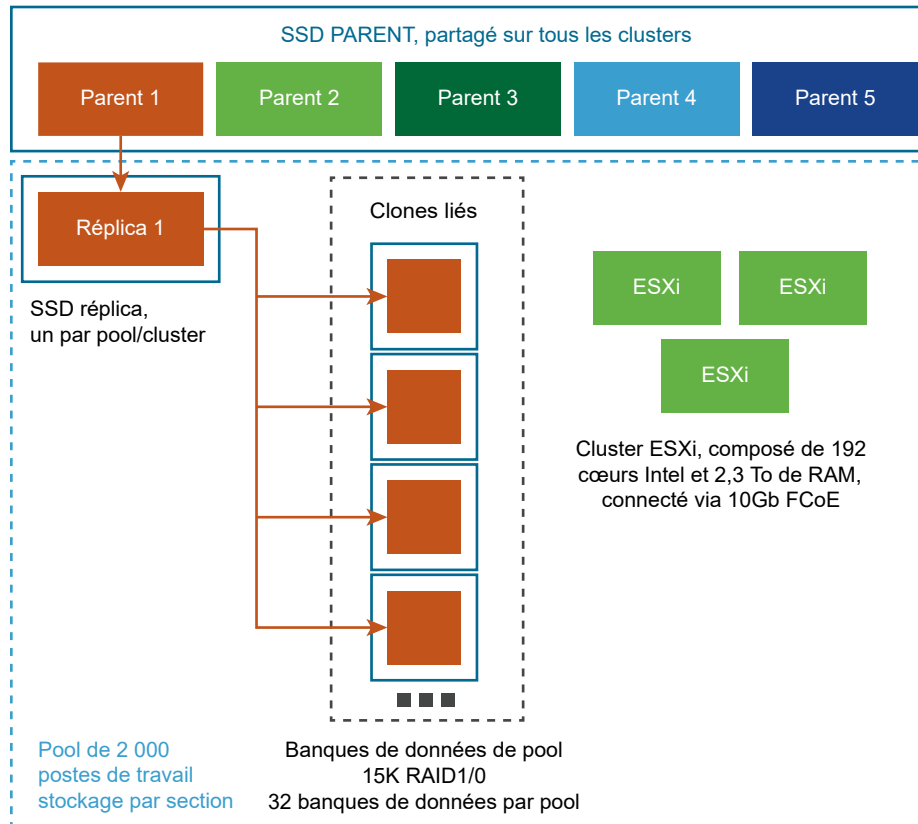 SSD PARENT, partagé sur tous les clusters
Parent 1
Parent 2
Parent 3
Parent 4
Parent 5
Réplica 1
SSD réplica,
un par pool/cluster
Clones liés
ESXi
ESXi
ESXi
Cluster ESXi, composé de 192
cœurs Intel et 2,3 To de RAM,
connecté via 10Gb FCoE
Pool de 2 000
postes de travail
stockage par section
Banques de données de pool
15K RAID1/0
32 banques de données par pool